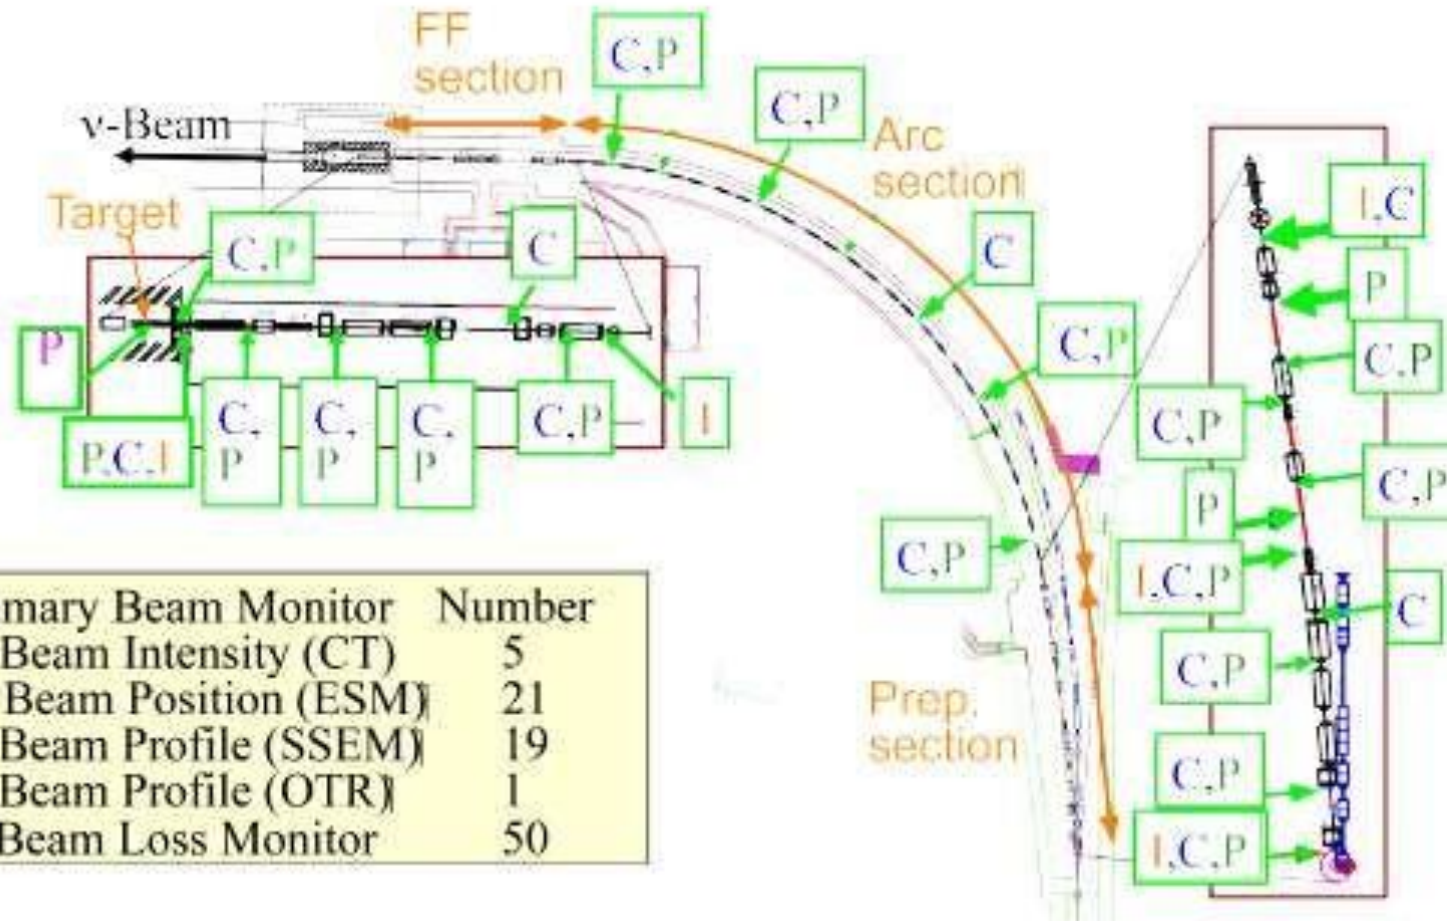 FF
section
C,P
C,P
ν-Beam
Arc
section
Target
C,P
C
C
I,C
P
C,P
C,P
C,P
P
C,P
P
C,P
C,P
C,P
C,P
I
P,C,I
C,P
P
I,C,P
C
C,P
C,P
I,C,P
Prep.
section
mary Beam Monitor Number
Beam Intensity (CT) 5
Beam Position (ESM) 21
Beam Profile (SSEM) 19
Beam Profile (OTR) 1
Beam Loss Monitor 50